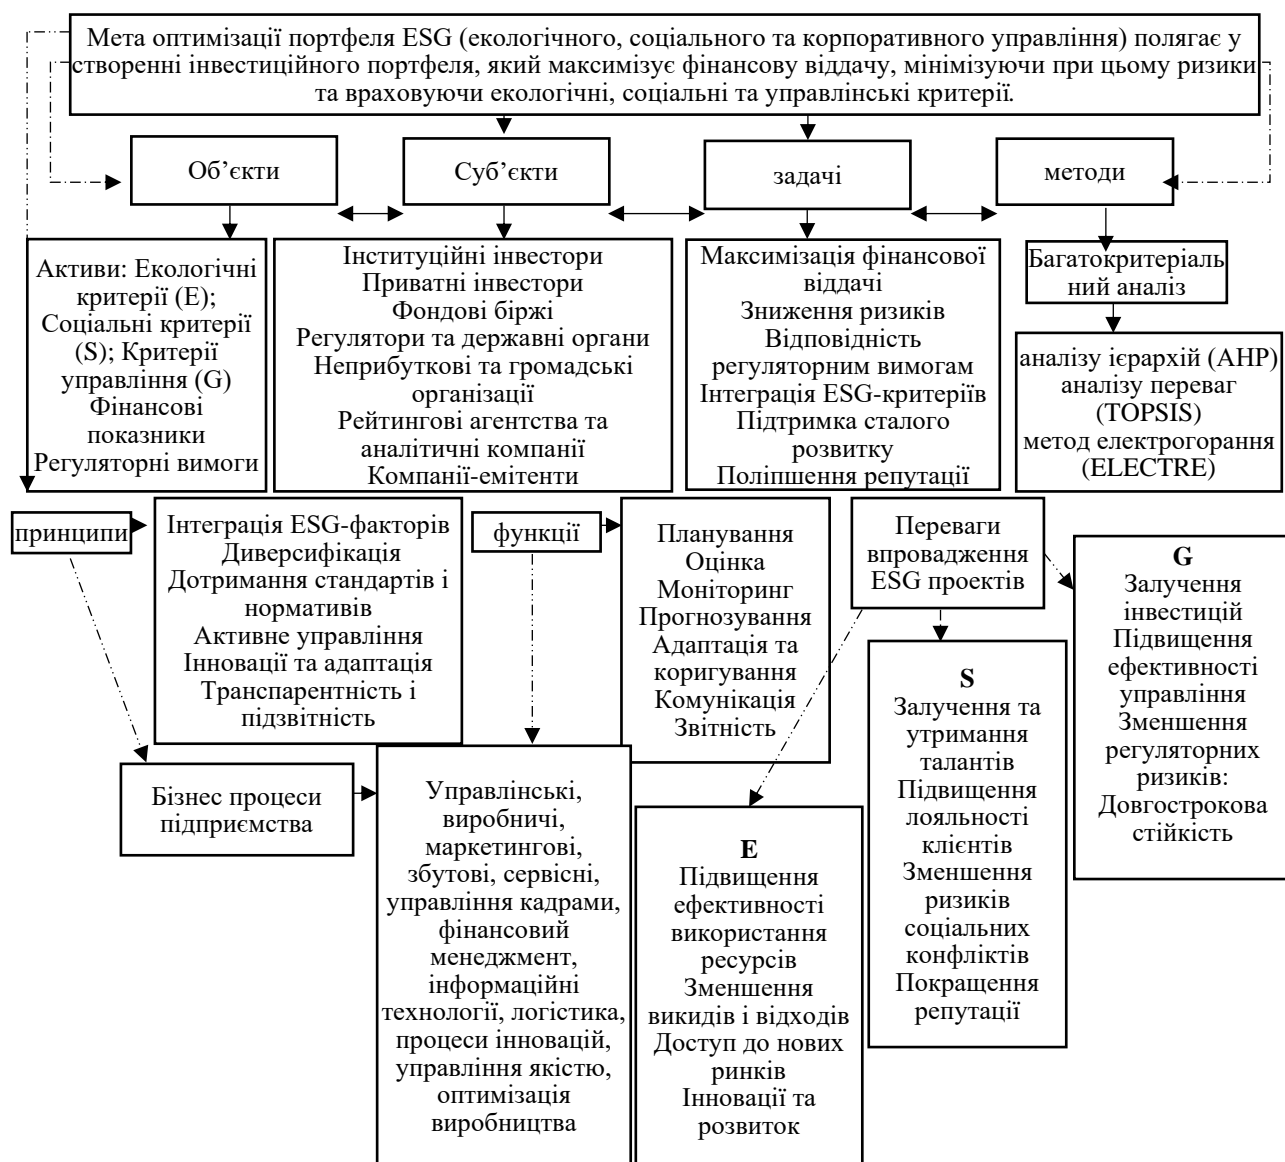 Мета оптимізації портфеля ESG (екологічного, соціального та корпоративного управління) полягає у
створенні інвестиційного портфеля, який максимізує фінансову віддачу, мінімізуючи при цьому ризики
та враховуючи екологічні, соціальні та управлінські критерії.
Об’єкти
Суб’єкти
задачі
методи
Активи: Екологічні
критерії (E);
Соціальні критерії
(S); Критерії
управління (G)
Фінансові
показники
Регуляторні вимоги
Інституційні інвестори
Приватні інвестори
Фондові біржі
Регулятори та державні органи
Неприбуткові та громадські
організації
Рейтингові агентства та
аналітичні компанії
Компанії-емітенти
Максимізація фінансової
віддачі
Зниження ризиків
Відповідність
регуляторним вимогам
Інтеграція ESG-критеріїв
Підтримка сталого
розвитку
Поліпшення репутації
Багатокритеріаль
ний аналіз
аналізу ієрархій (AHP)
аналізу переваг
(TOPSIS)
метод електрогорання
(ELECTRE)
принципи
Інтеграція ESG-факторів
Диверсифікація
Дотримання стандартів і
нормативів
Активне управління
Інновації та адаптація
Транспарентність і
підзвітність
функції
Планування
Оцінка
Моніторинг
Прогнозування
Адаптація та
коригування
Комунікація
Звітність
Переваги
впровадження
ESG проектів
G
Залучення
інвестицій
Підвищення
ефективності
управління
Зменшення
регуляторних
ризиків:
Довгострокова
стійкість
S
Залучення та
утримання
талантів
Підвищення
лояльності
клієнтів
Зменшення
ризиків
соціальних
конфліктів
Покращення
репутації
Бізнес процеси
підприємства
Управлінські,
виробничі,
маркетингові,
збутові, сервісні,
управління кадрами,
фінансовий
менеджмент,
інформаційні
технології, логістика,
процеси інновацій,
управління якістю,
оптимізація
виробництва
E
Підвищення
ефективності
використання
ресурсів
Зменшення
викидів і відходів
Доступ до нових
ринків
Інновації та
розвиток